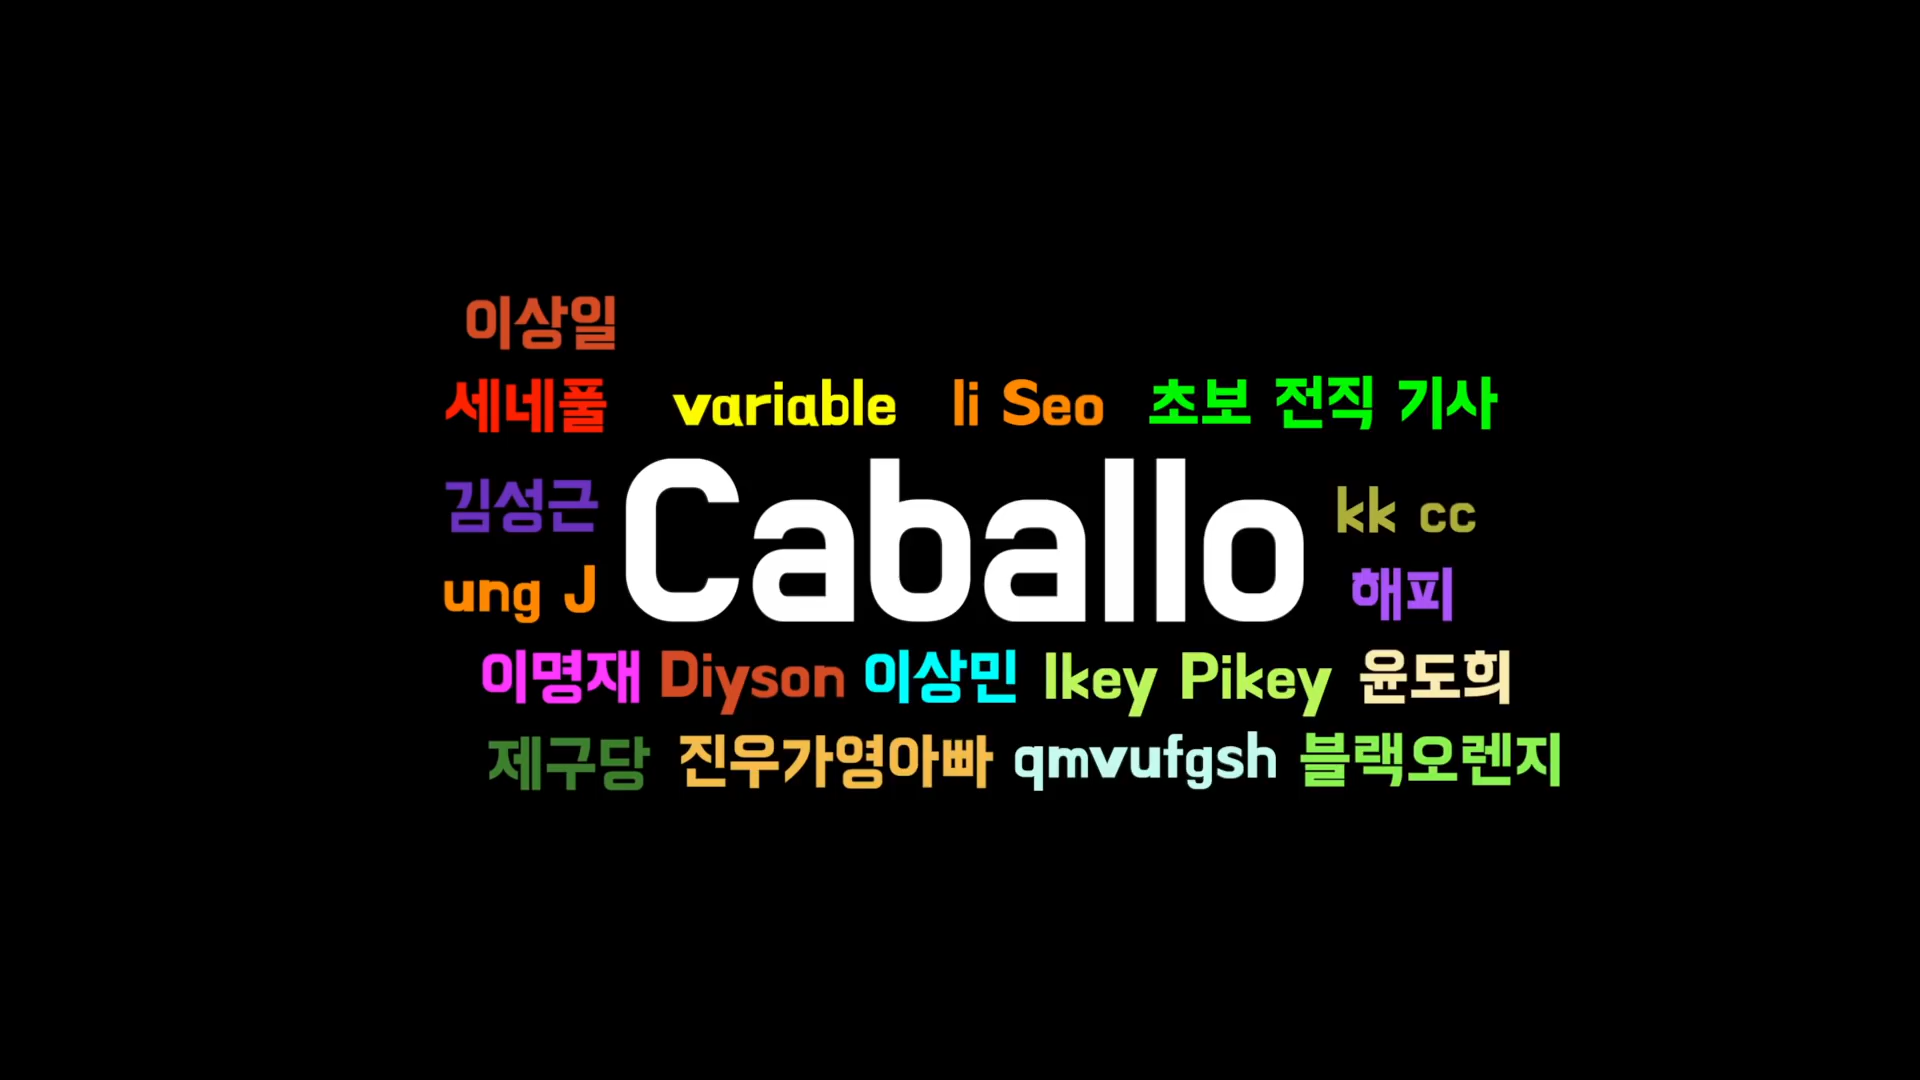 이상일
세네풀 variable li Seo 초보 전직 기사
김성근 Caballo kk cc
ung J 해피
이명재 Diyson 이상민 Ikey Pikey 윤도희
제구당 진우가영아빠 qmvufgsh 블랙오렌지